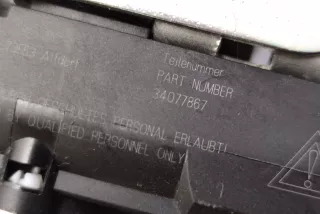 Teilenummer
PART NUMBER
34077867
PERSONAL ERLAUBT!
QUALIFIED PERSONNEL ONLY!